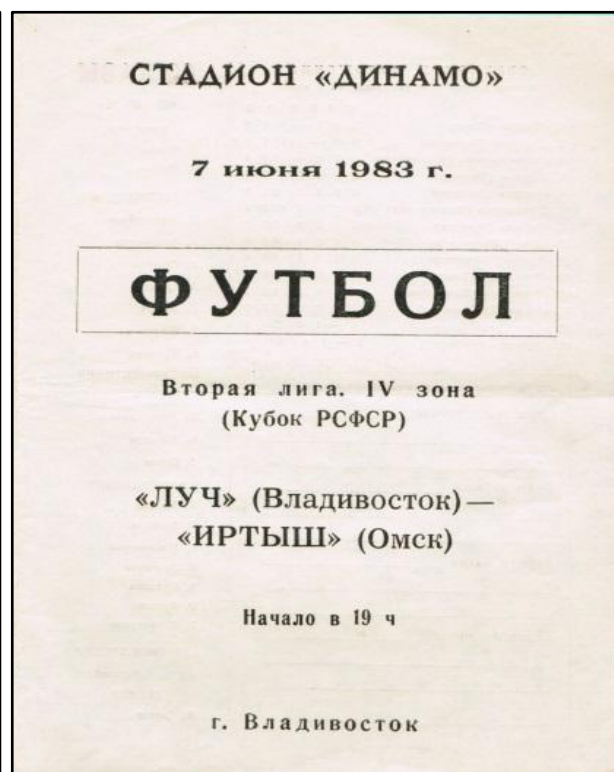 СТАДИОН «ДИНАМО»
7 июня 1983 г.
ФУТБОЛ
Вторая лига. IV зона
(Кубок РСФСР)
«ЛУЧ» (Владивосток) —
«ИРТЫШ» (Омск)
Начало в 19 ч
г. Владивосток